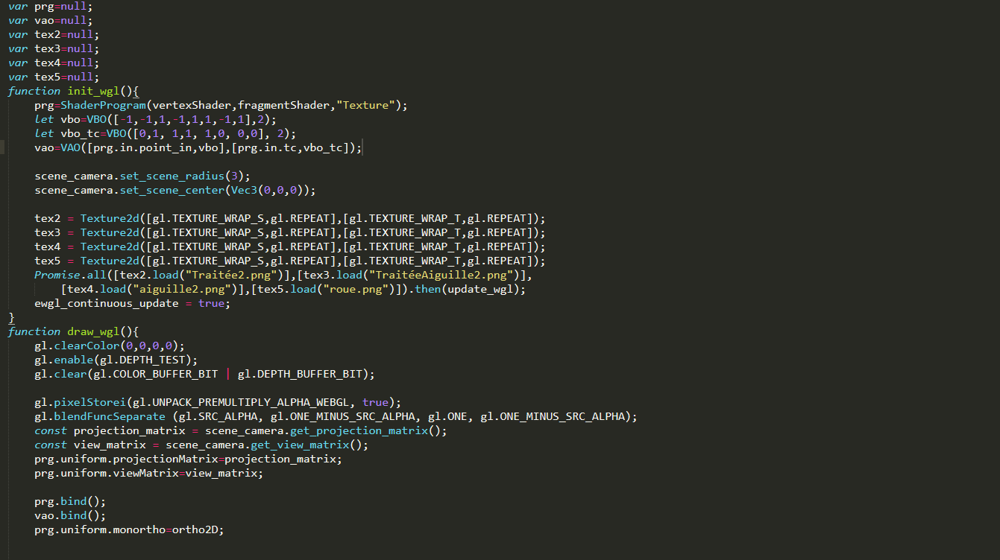 var prg=null;
var vao=null;
var tex2=null;
var tex3=null;
var tex4=null;
var tex5=null;
function init_wgl(){
    prg=ShaderProgram(vertexShader,fragmentShader,"Texture");
    let vbo=VBO([-1,-1,1,-1,1,1,-1,1],2);
    let vbo_tc=VBO([0,1, 1,1, 1,0, 0,0], 2);
    vao=VAO([prg.in.point_in,vbo],[prg.in.tc,vbo_tc]);
    scene_camera.set_scene_radius(3);
    scene_camera.set_scene_center(Vec3(0,0,0));
    tex2 = Texture2d([gl.TEXTURE_WRAP_S,gl.REPEAT],[gl.TEXTURE_WRAP_T,gl.REPEAT]);
    tex3 = Texture2d([gl.TEXTURE_WRAP_S,gl.REPEAT],[gl.TEXTURE_WRAP_T,gl.REPEAT]);
    tex4 = Texture2d([gl.TEXTURE_WRAP_S,gl.REPEAT],[gl.TEXTURE_WRAP_T,gl.REPEAT]);
    tex5 = Texture2d([gl.TEXTURE_WRAP_S,gl.REPEAT],[gl.TEXTURE_WRAP_T,gl.REPEAT]);
    Promise.all([tex2.load("Traitée2.png")],[tex3.load("TraitéeAiguille2.png")],
        [tex4.load("aiguille2.png")],[tex5.load("roue.png")]).then(update_wgl);
    ewgl_continuous_update = true;
}
function draw_wgl(){
    gl.clearColor(0,0,0,0);
    gl.enable(gl.DEPTH_TEST);
    gl.clear(gl.COLOR_BUFFER_BIT | gl.DEPTH_BUFFER_BIT);
    gl.pixelStorei(gl.UNPACK_PREMULTIPLY_ALPHA_WEBGL, true);
    gl.blendFuncSeparate (gl.SRC_ALPHA, gl.ONE_MINUS_SRC_ALPHA, gl.ONE, gl.ONE_MINUS_SRC_ALPHA);
    const projection_matrix = scene_camera.get_projection_matrix();
    const view_matrix = scene_camera.get_view_matrix();
    prg.uniform.projectionMatrix=projection_matrix;
    prg.uniform.viewMatrix=view_matrix;
    prg.bind();
    vao.bind();
    prg.uniform.monortho=ortho2D;